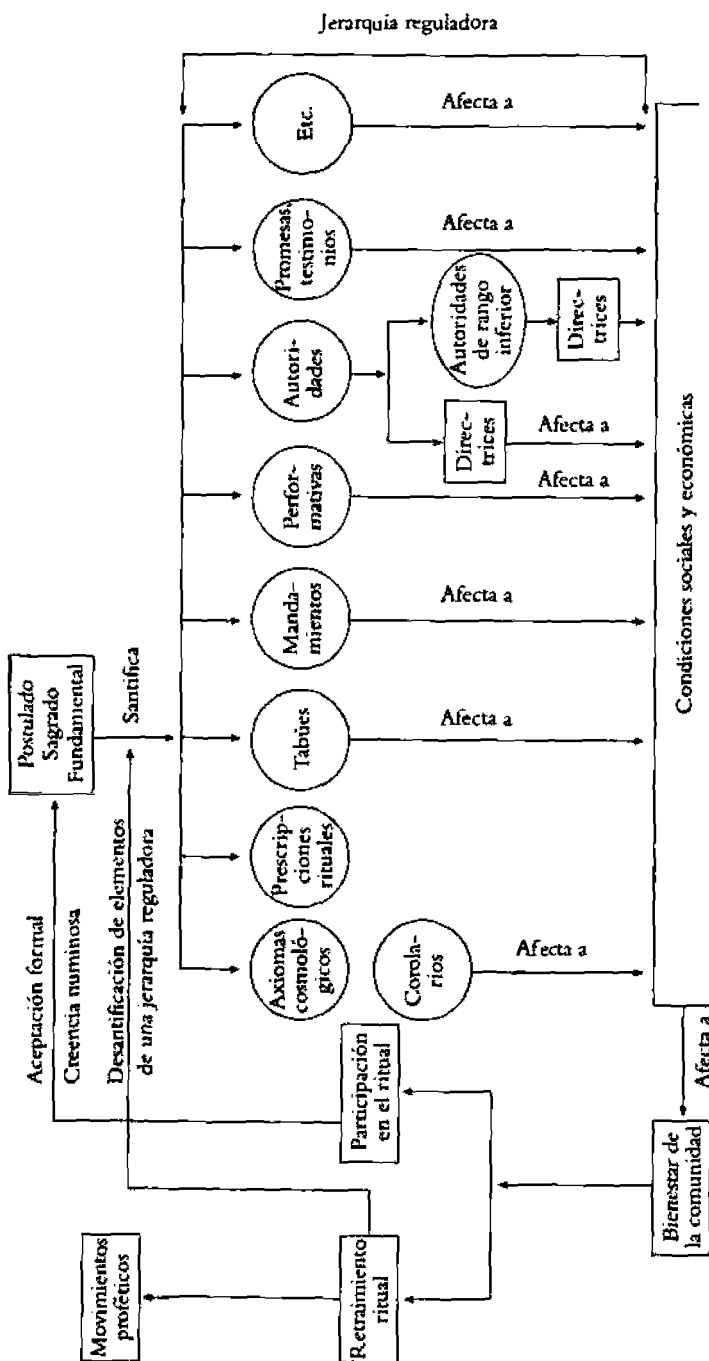 Jerarquía reguladora
Postulado
Sagrado
Fundamental
Santifica
Aceptación formal
Creencia numinosa
Desantificación de elementos
de una jerarquía reguladora
Movimientos
proféticos
Retraimiento
ritual
Participación
en el ritual
Axiomas
cosmoló-
gicos
Corola-
rios
Afecta a
Prescrip-
ciones
rituales
Tabúes
Afecta a
Manda-
mientos
Afecta a
Perfor-
mativas
Afecta a
Autori-
dades
Direc-
trices
Afecta a
Autoridades
de rango
inferior
Direc-
trices
Promesas,
testimo-
nios
Afecta a
Etc.
Afecta a
Bienestar de
la comunidad
Afecta a
Condiciones sociales y económicas